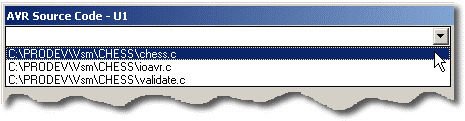 AVR Source Code - U1
C:\PRODEV\Vsm\CHESS\chess.c
C:\PRODEV\Vsm\CHESS\ioavr.c
C:\PRODEV\Vsm\CHESS\validate.c